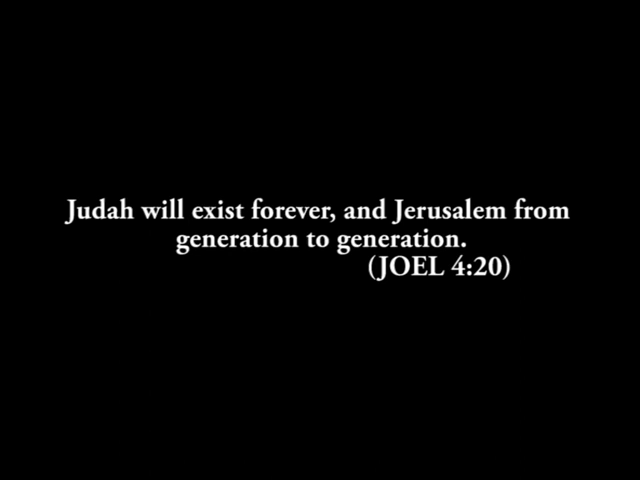 Judah will exist forever, and Jerusalem from
generation to generation.
(JOEL 4:20)